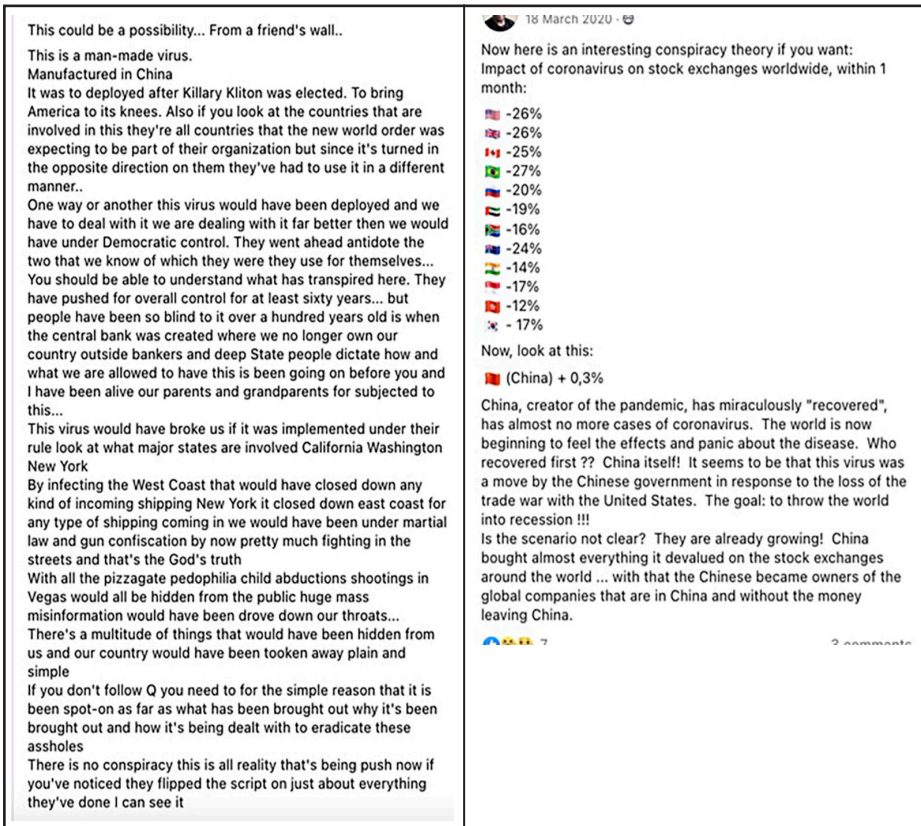 This could be a possibility... From a friend's wall..
This is a man-made virus.
Manufactured in China
It was to deployed after Killary Kliton was elected. To bring
America to its knees. Also if you look at the countries that are
involved in this they're all countries that the new world order was
expecting to be part of their organization but since it's turned in
the opposite direction on them they've had to use it in a different
manner..
One way or another this virus would have been deployed and we
have to deal with it we are dealing with it far better then we would
have under Democratic control. They went ahead antidote the
two that we know of which they were they use for themselves...
You should be able to understand what has transpired here. They
have pushed for overall control for at least sixty years... but
people have been so blind to it over a hundred years old is when
the central bank was created where we no longer own our
country outside bankers and deep State people dictate how and
what we are allowed to have this is been going on before you and
I have been alive our parents and grandparents for subjected to
this...
This virus would have broke us if it was implemented under their
rule look at what major states are involved California Washington
New York
By infecting the West Coast that would have closed down any
kind of incoming shipping New York it closed down east coast for
any type of shipping coming in we would have been under martial
law and gun confiscation by now pretty much fighting in the
streets and that's the God's truth
With all the pizzagate pedophilia child abductions shootings in
Vegas would all be hidden from the public huge mass
misinformation would have been drove down our throats...
There's a multitude of things that would have been hidden from
us and our country would have been tooken away plain and
simple
If you don't follow Q you need to for the simple reason that it is
been spot-on as far as what has been brought out why it's been
brought out and how it's being dealt with to eradicate these
assholes
There is no conspiracy this is all reality that's being push now if
you've noticed they flipped the script on just about everything
they've done I can see it
18 March 2020 ·
Now here is an interesting conspiracy theory if you want:
Impact of coronavirus on stock exchanges worldwide, within 1
month:
-26%
-26%
-25%
-27%
-20%
-19%
-16%
-24%
-14%
-17%
-12%
- 17%
Now, look at this:
(China) + 0,3%
China, creator of the pandemic, has miraculously "recovered",
has almost no more cases of coronavirus. The world is now
beginning to feel the effects and panic about the disease. Who
recovered first ?? China itself! It seems to be that this virus was
a move by the Chinese government in response to the loss of the
trade war with the United States. The goal: to throw the world
into recession !!!
Is the scenario not clear? They are already growing! China
bought almost everything it devalued on the stock exchanges
around the world ... with that the Chinese became owners of the
global companies that are in China and without the money
leaving China.
7
3 comments